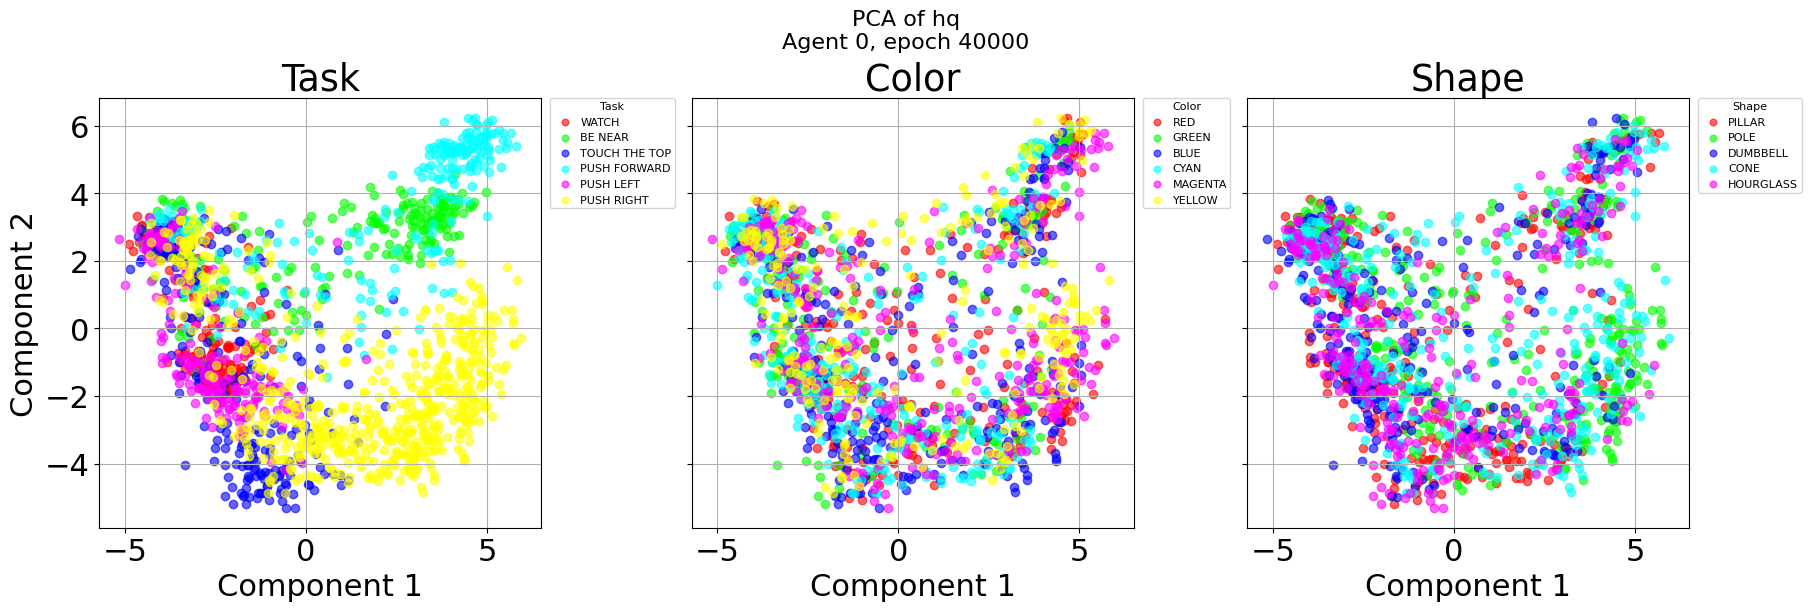 PCA of hq
Agent 0, epoch 40000
Task
Color
Shape
Component 2
6
4
2
0
−2
−4
−5 0 5
Component 1
−5 0 5
Component 1
−5 0 5
Component 1
Task
WATCH
BE NEAR
TOUCH THE TOP
PUSH FORWARD
PUSH LEFT
PUSH RIGHT
Color
RED
GREEN
BLUE
CYAN
MAGENTA
YELLOW
Shape
PILLAR
POLE
DUMBBELL
CONE
HOURGLASS